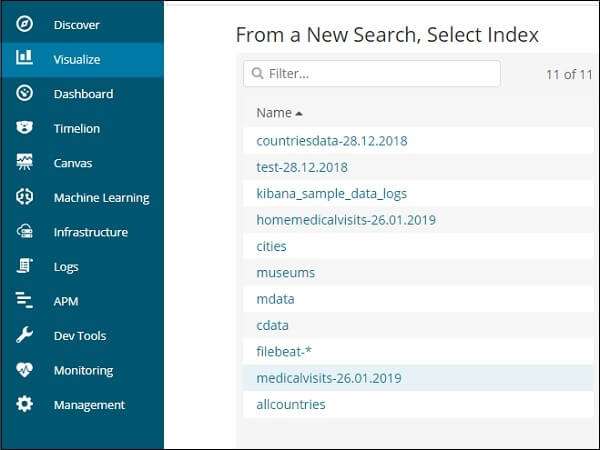 Discover
Visualize
Dashboard
Timelion
Canvas
Machine Learning
Infrastructure
Logs
APM
Dev Tools
Monitoring
Management
From a New Search, Select Index
Filter...
11 of 11
Name
countriesdata-28.12.2018
test-28.12.2018
kibana_sample_data_logs
homemedicalvisits-26.01.2019
cities
museums
mdata
cdata
filebeat-*
medicalvisits-26.01.2019
allcountries